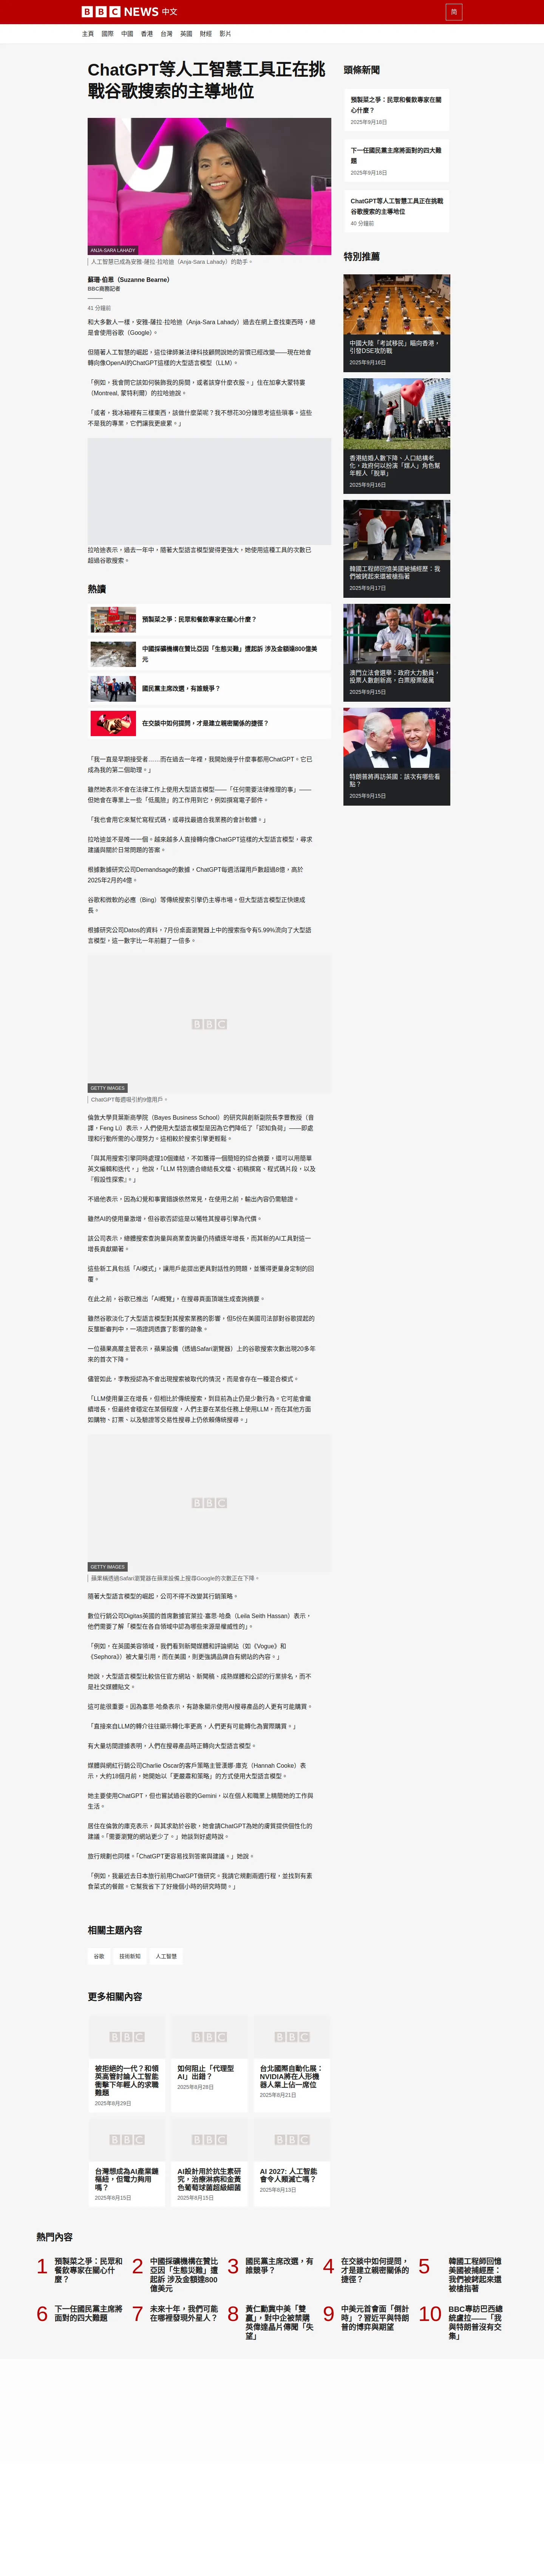 BBC NEWS 中文
简
主頁 國際 中國 香港 台灣 英國 財經 影片
ChatGPT等人工智慧工具正在挑
戰谷歌搜索的主導地位
ANJA-SARA LAHADY
人工智慧已成為安雅-薩拉·拉哈迪（Anja-Sara Lahady）的助手。
蘇珊·伯恩（Suzanne Bearne）
BBC商務記者
41 分鐘前
和大多數人一樣，安雅-薩拉·拉哈迪（Anja-Sara Lahady）過去在網上查找東西時，總
是會使用谷歌（Google）。
但隨著人工智慧的崛起，這位律師兼法律科技顧問說她的習慣已經改變——現在她會
轉向像OpenAI的ChatGPT這樣的大型語言模型（LLM）。
「例如，我會問它該如何裝飾我的房間，或者該穿什麼衣服。」住在加拿大蒙特婁
（Montreal, 蒙特利爾）的拉哈迪說。
「或者，我冰箱裡有三樣東西，該做什麼菜呢？我不想花30分鐘思考這些瑣事。這些
不是我的專業，它們讓我更疲累。」
拉哈迪表示，過去一年中，隨著大型語言模型變得更強大，她使用這種工具的次數已
超過谷歌搜索。
熱讀
預製菜之爭：民眾和餐飲專家在關心什麼？
中國採礦機構在贊比亞因「生態災難」遭起訴 涉及金額達800億美
元
國民黨主席改選，有誰競爭？
在交談中如何提問，才是建立親密關係的捷徑？
「我一直是早期接受者……而在過去一年裡，我開始幾乎什麼事都用ChatGPT。它已
成為我的第二個助理。」
雖然她表示不會在法律工作上使用大型語言模型——「任何需要法律推理的事」——
但她會在專業上一些「低風險」的工作用到它，例如撰寫電子郵件。
「我也會用它來幫忙寫程式碼，或尋找最適合我業務的會計軟體。」
拉哈迪並不是唯一一個。越來越多人直接轉向像ChatGPT這樣的大型語言模型，尋求
建議與關於日常問題的答案。
根據數據研究公司Demandsage的數據，ChatGPT每週活躍用戶數超過8億，高於
2025年2月的4億。
谷歌和微軟的必應（Bing）等傳統搜索引擎仍主導市場。但大型語言模型正快速成
長。
根據研究公司Datos的資料，7月份桌面瀏覽器上中的搜索指令有5.99%流向了大型語
言模型，這一數字比一年前翻了一倍多。
BBC
GETTY IMAGES
ChatGPT每週吸引約9億用戶。
倫敦大學貝葉斯商學院（Bayes Business School）的研究與創新副院長李豐教授（音
譯，Feng Li）表示，人們使用大型語言模型是因為它們降低了「認知負荷」——即處
理和行動所需的心理努力。這相較於搜索引擎更輕鬆。
「與其用搜索引擎同時處理10個連結，不如獲得一個簡短的綜合摘要，還可以用簡單
英文編輯和迭代，」他說，「LLM 特別適合總結長文檔、初稿撰寫、程式碼片段，以及
『假設性探索』。」
不過他表示，因為幻覺和事實錯誤依然常見，在使用之前，輸出內容仍需驗證。
雖然AI的使用量激增，但谷歌否認這是以犧牲其搜尋引擎為代價。
該公司表示，總體搜索查詢量與商業查詢量仍持續逐年增長，而其新的AI工具對這一
增長貢獻顯著。
這些新工具包括「AI模式」，讓用戶能提出更具對話性的問題，並獲得更量身定制的回
覆。
在此之前，谷歌已推出「AI概覽」，在搜尋頁面頂端生成查詢摘要。
雖然谷歌淡化了大型語言模型對其搜索業務的影響，但5份在美國司法部對谷歌提起的
反壟斷審判中，一項證詞透露了影響的跡象。
一位蘋果高層主管表示，蘋果設備（透過Safari瀏覽器）上的谷歌搜索次數出現20多年
來的首次下降。
儘管如此，李教授認為不會出現搜索被取代的情況，而是會存在一種混合模式。
「LLM使用量正在增長，但相比於傳統搜索，到目前為止仍是少數行為。它可能會繼
續增長，但最終會穩定在某個程度，人們主要在某些任務上使用LLM，而在其他方面
如購物、訂票、以及驗證等交易性搜尋上仍依賴傳統搜尋。」
BBC
GETTY IMAGES
蘋果稱透過Safari瀏覽器在蘋果設備上搜尋Google的次數正在下降。
隨著大型語言模型的崛起，公司不得不改變其行銷策略。
數位行銷公司Digitas英國的首席數據官萊拉·塞思·哈桑（Leila Seith Hassan）表示，
他們需要了解「模型在各自領域中認為哪些來源是權威性的」。
「例如，在英國美容領域，我們看到新聞媒體和評論網站（如《Vogue》和
《Sephora》）被大量引用，而在美國，則更強調品牌自有網站的內容。」
她說，大型語言模型比較信任官方網站、新聞稿、成熟媒體和公認的行業排名，而不
是社交媒體貼文。
這可能很重要。因為塞思·哈桑表示，有跡象顯示使用AI搜尋產品的人更有可能購買。
「直接來自LLM的轉介往往顯示轉化率更高，人們更有可能轉化為實際購買。」
有大量坊間證據表明，人們在搜尋產品時正轉向大型語言模型。
媒體與網紅行銷公司Charlie Oscar的客戶策略主管漢娜·庫克（Hannah Cooke）表
示，大約18個月前，她開始以「更嚴肅和策略」的方式使用大型語言模型。
她主要使用ChatGPT，但也嘗試過谷歌的Gemini，以在個人和職業上精簡她的工作與
生活。
居住在倫敦的庫克表示，與其求助於谷歌，她會請ChatGPT為她的膚質提供個性化的
建議。「需要瀏覽的網站更少了。」她談到好處時說。
旅行規劃也同樣。「ChatGPT更容易找到答案與建議。」她說。
「例如，我最近去日本旅行前用ChatGPT做研究。我請它規劃兩週行程，並找到有素
食菜式的餐館。它幫我省下了好幾個小時的研究時間。」
相關主題內容
谷歌 技術新知 人工智慧
更多相關內容
BBC
被拒絕的一代？和領
英高管討論人工智能
衝擊下年輕人的求職
難題
2025年8月29日
BBC
如何阻止「代理型
AI」出錯？
2025年8月28日
BBC
台北國際自動化展：
NVIDIA將在人形機
器人業上佔一席位
2025年8月21日
BBC
台灣想成為AI產業鏈
樞紐，但電力夠用
嗎？
2025年8月15日
BBC
AI設計用於抗生素研
究，治療淋病和金黃
色葡萄球菌超級細菌
2025年8月15日
BBC
AI 2027: 人工智能
會令人類滅亡嗎？
2025年8月13日
頭條新聞
預製菜之爭：民眾和餐飲專家在關
心什麼？
2025年9月18日
下一任國民黨主席將面對的四大難
題
2025年9月18日
ChatGPT等人工智慧工具正在挑戰
谷歌搜索的主導地位
40 分鐘前
特別推薦
中國大陸「考試移民」瞄向香港，
引發DSE攻防戰
2025年9月16日
香港結婚人數下降、人口結構老
化，政府何以扮演「媒人」角色幫
年輕人「脫單」
2025年9月16日
韓國工程師回憶美國被捕經歷：我
們被銬起來還被槍指著
2025年9月17日
澳門立法會選舉：政府大力動員，
投票人數創新高，白票廢票破萬
2025年9月15日
特朗普將再訪英國：該次有哪些看
點？
2025年9月15日
熱門內容
1 預製菜之爭：民眾和
餐飲專家在關心什
麼？
2 中國採礦機構在贊比
亞因「生態災難」遭
起訴 涉及金額達800
億美元
3 國民黨主席改選，有
誰競爭？
4 在交談中如何提問，
才是建立親密關係的
捷徑？
5 韓國工程師回憶
美國被捕經歷：
我們被銬起來還
被槍指著
6 下一任國民黨主席將
面對的四大難題
7 未來十年，我們可能
在哪裡發現外星人？
8 黃仁勳冀中美「雙
贏」，對中企被禁購
英偉達晶片傳聞「失
望」
9 中美元首會面「倒計
時」？習近平與特朗
普的博弈與期望
10 BBC專訪巴西總
統盧拉——「我
與特朗普沒有交
集」